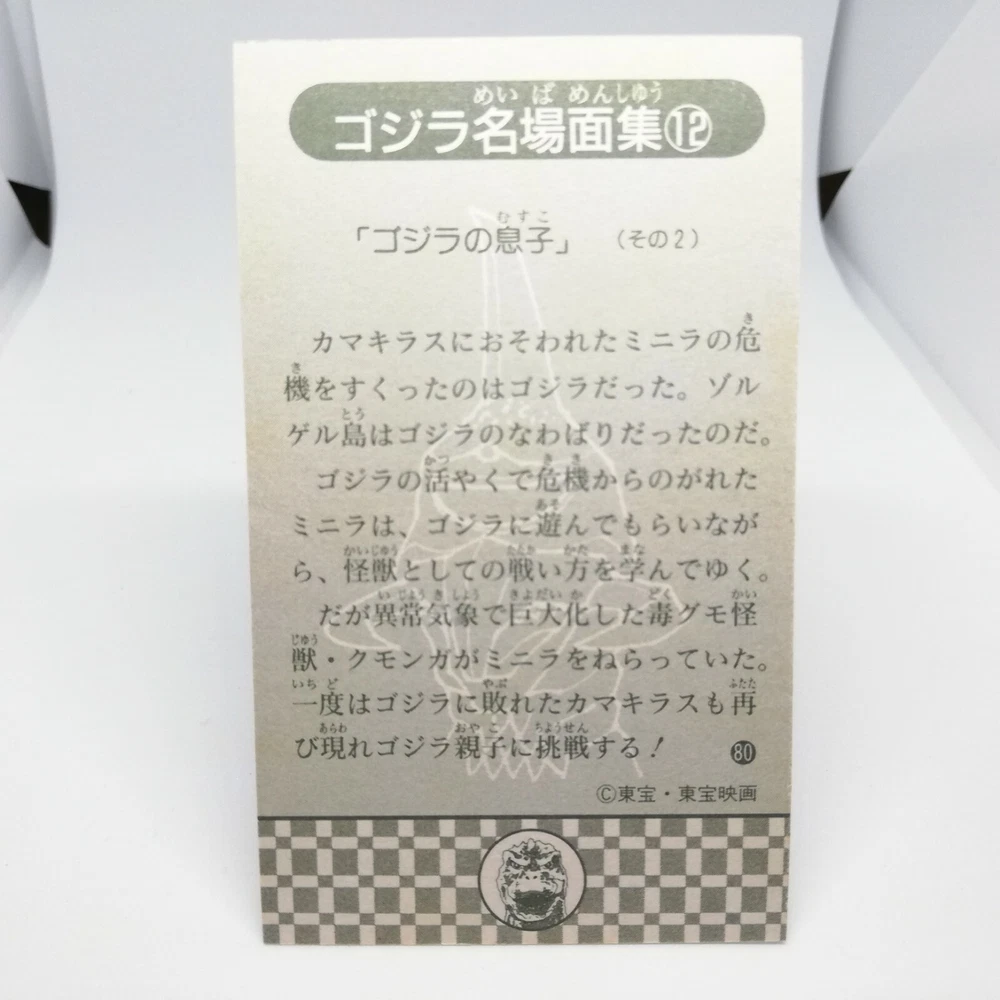 めいばめんしゅう
ゴジラ名場面集⑫
むすこ
「ゴジラの息子」 （その2）
き
カマキラスにおそわれたミニラの危
き
機をすくったのはゴジラだった。ゾル
とう
ゲル島はゴジラのなわばりだったのだ。
かつ きき
ゴジラの活やくで危機からのがれた
あそ
ミニラは、ゴジラに遊んでもらいなが
かいじゅう たたか かた まな
ら、怪獣としての戦い方を学んでゆく。
いじょうきしょう きょだいか どく かい
だが異常気象で巨大化した毒グモ怪
じゅう
獣・クモンガがミニラをねらっていた。
いちど やぶ ふたた
一度はゴジラに敗れたカマキラスも再
あらわ おやこ ちょうせん
び現れゴジラ親子に挑戦する！ 80
©東宝・東宝映画